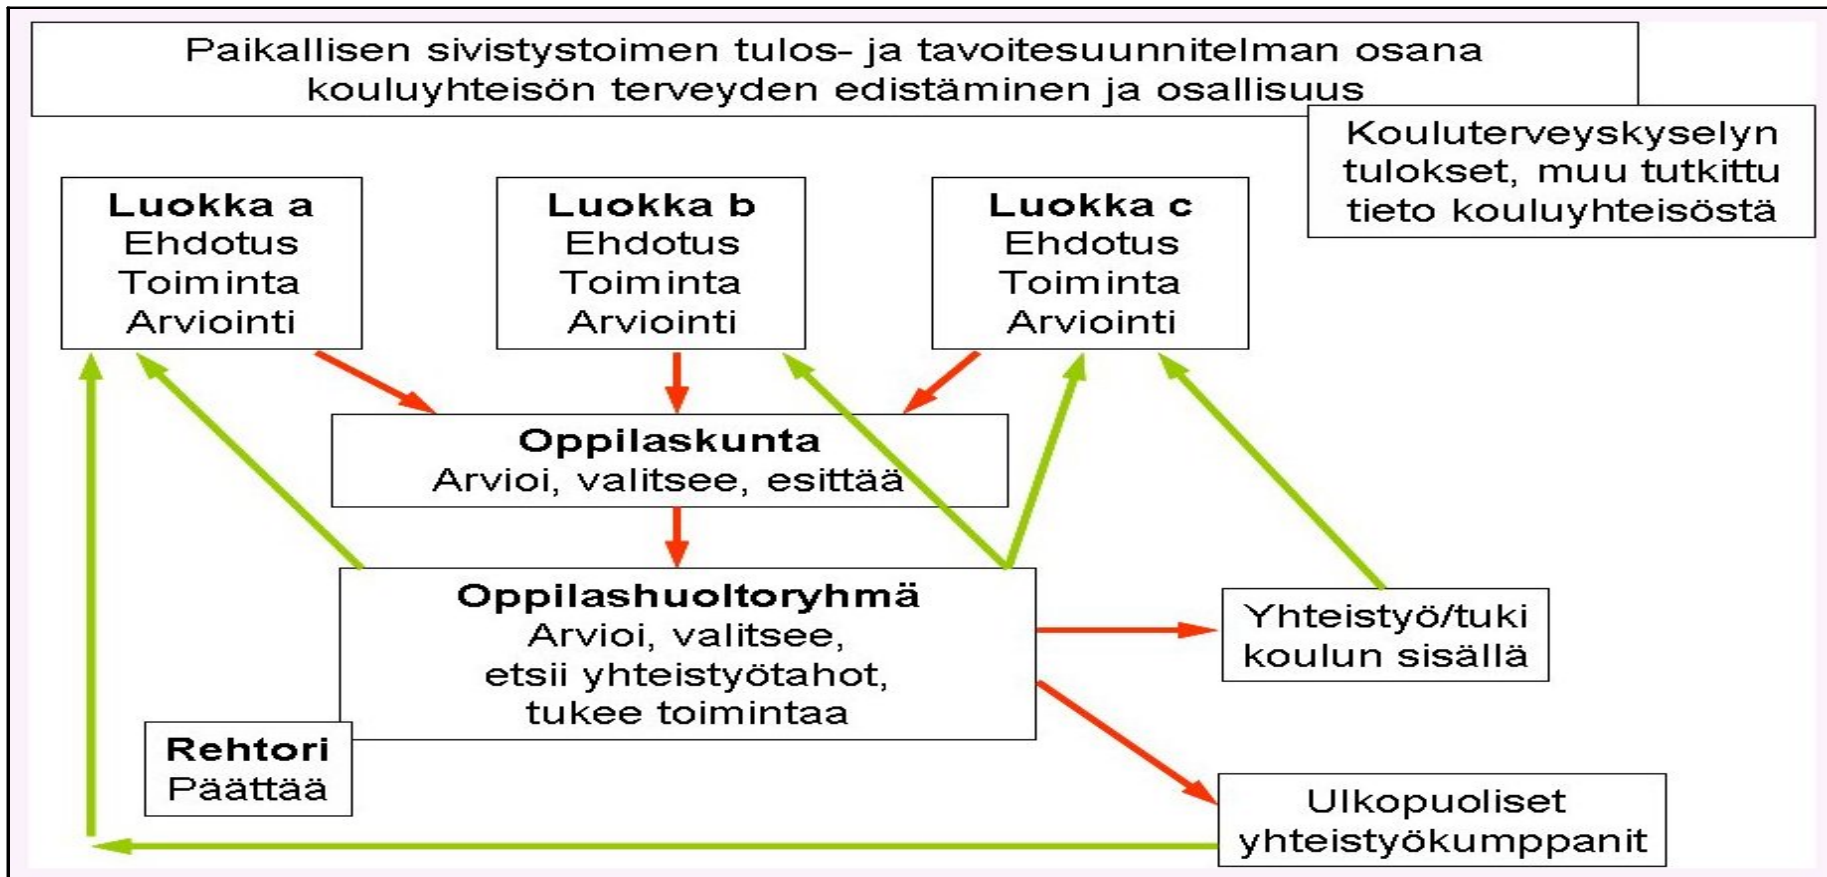 Paikallisen sivistystoimen tulos- ja tavoitesuunnitelman osana
kouluyhteisön terveyden edistäminen ja osallisuus
Kouluterveyskyselyn
tulokset, muu tutkittu
tieto kouluyhteisöstä
Luokka a
Ehdotus
Toiminta
Arviointi
Luokka b
Ehdotus
Toiminta
Arviointi
Luokka c
Ehdotus
Toiminta
Arviointi
Oppilaskunta
Arvioi, valitsee, esittää
Oppilashuoltoryhmä
Arvioi, valitsee,
etsii yhteistyötahot,
tukee toimintaa
Yhteistyö/tuki
koulun sisällä
Rehtori
Päättää
Ulkopuoliset
yhteistyökumppanit